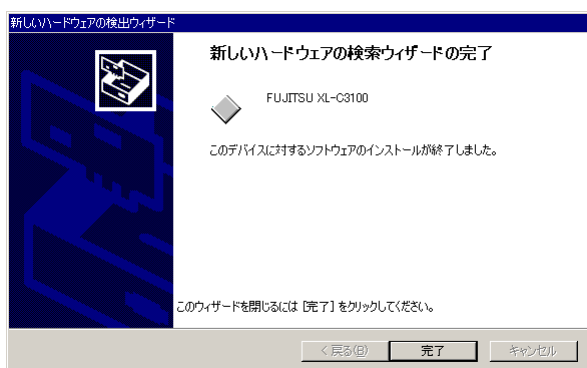 新しいハードウェアの検出ウィザード
新しいハードウェアの検索ウィザードの完了
FUJITSU XL-C3100
このデバイスに対するソフトウェアのインストールが終了しました。
このウィザードを閉じるには [完了] をクリックしてください。
< 戻る(B)
完了
キャンセル